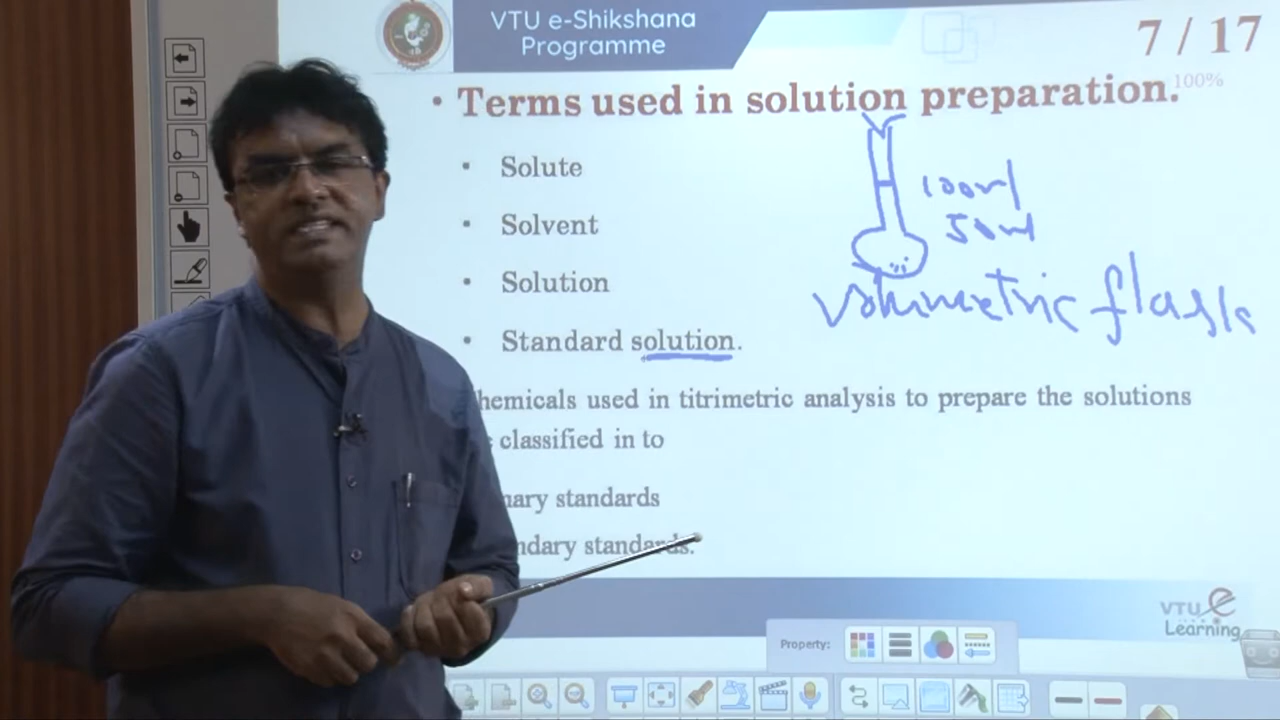 VTU e-Shikshana
Programme
7 / 17
• Terms used in solution preparation.
100%
• Solute
• Solvent
• Solution
• Standard solution.
100ml
50ml
Volumetric flask
hemicals used in titrimetric analysis to prepare the solutions
classified in to
nary standards
ndary standards.
VTU e
Learning
Property: